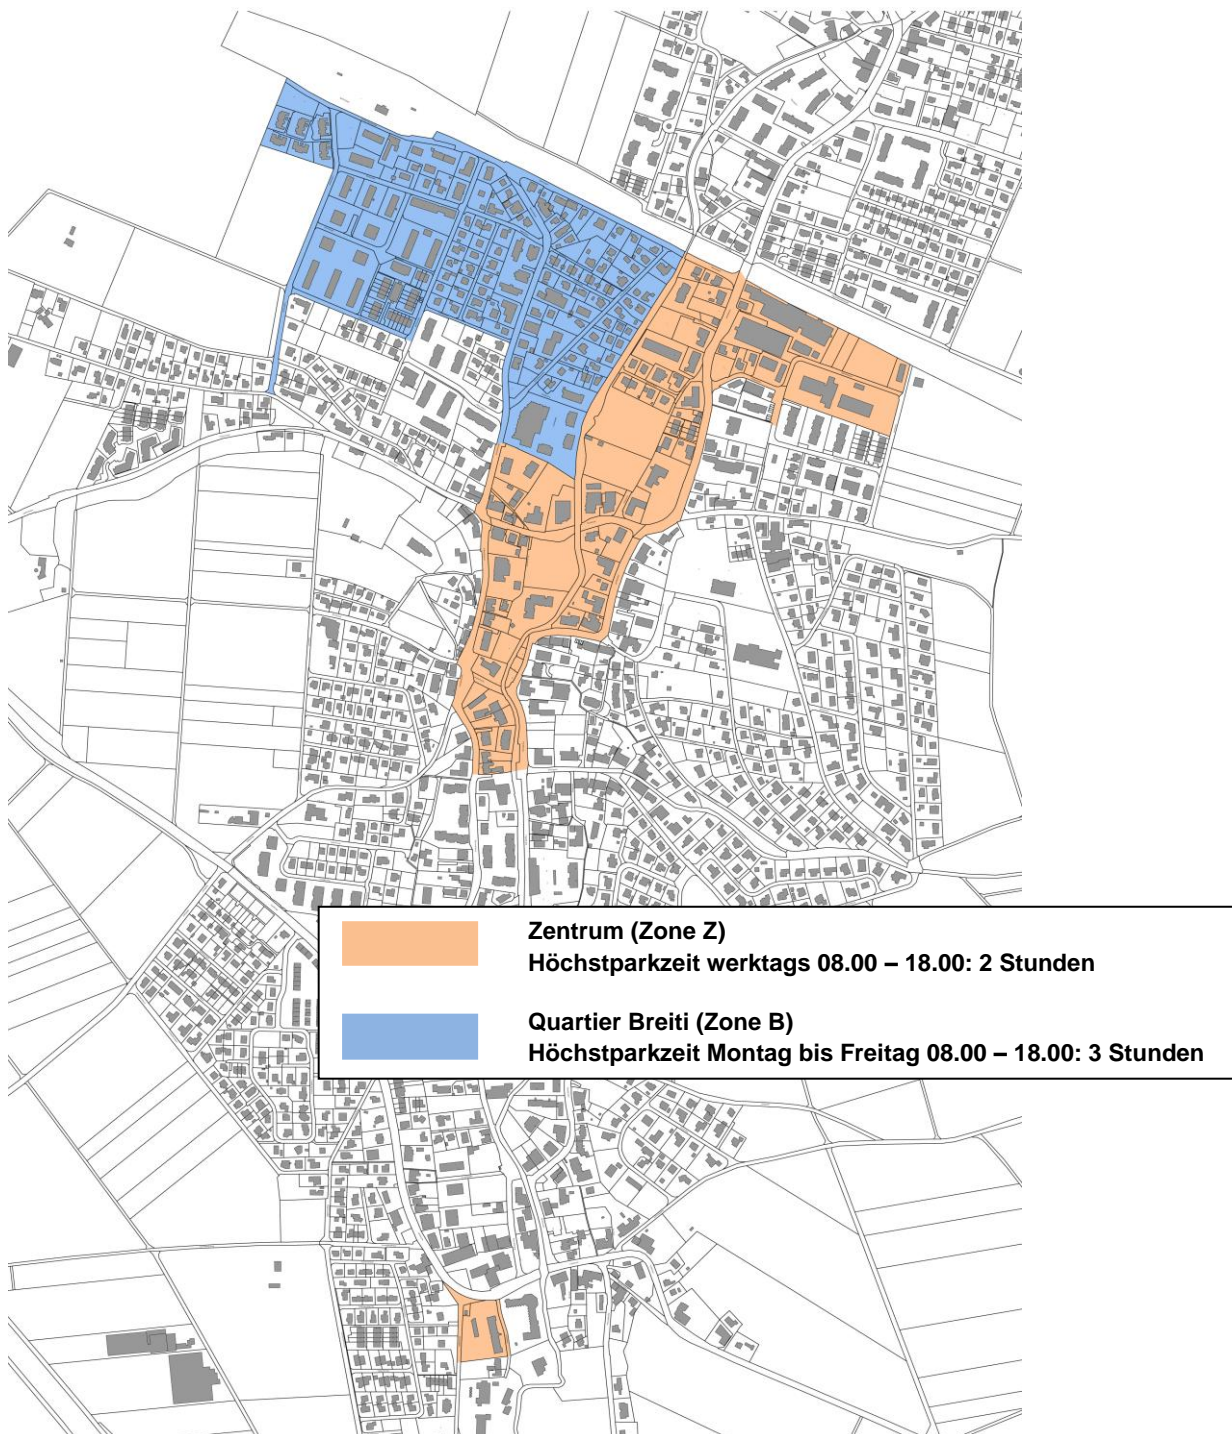 Zentrum (Zone Z)
Höchstparkzeit werktags 08.00 – 18.00: 2 Stunden
Quartier Breiti (Zone B)
Höchstparkzeit Montag bis Freitag 08.00 – 18.00: 3 Stunden